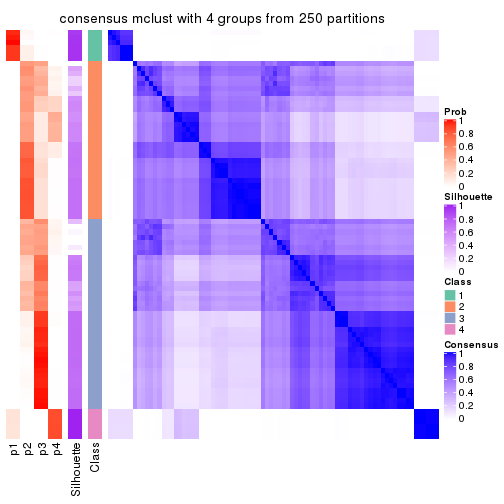 consensus mclust with 4 groups from 250 partitions
Prob
1
0.8
0.6
0.4
0.2
0
Silhouette
1
0.8
0.6
0.4
0.2
0
Class
1
2
3
4
Consensus
1
0.8
0.6
0.4
0.2
0
p1
p2
p3
p4
Silhouette
Class